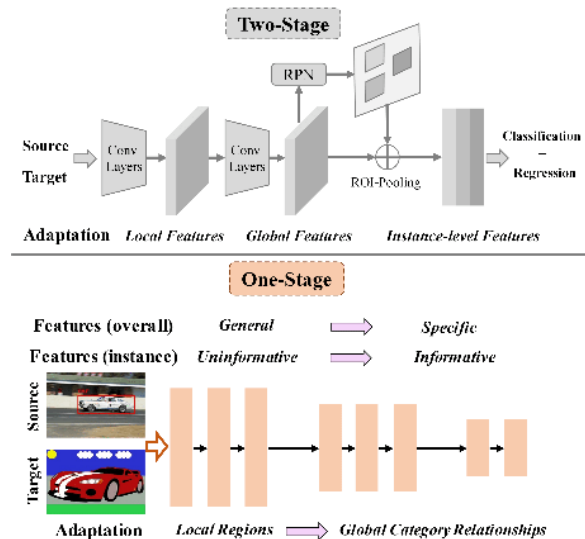 Two-Stage
RPN
Source
Target
Conv
Layers
Conv
Layers
ROI-Pooling
Classification
Regression
Adaptation
Local Features
Global Features
Instance-level Features
One-Stage
Features (overall)
General
Specific
Features (instance)
Uninformative
Informative
Source
Target
Adaptation
Local Regions
Global Category Relationships